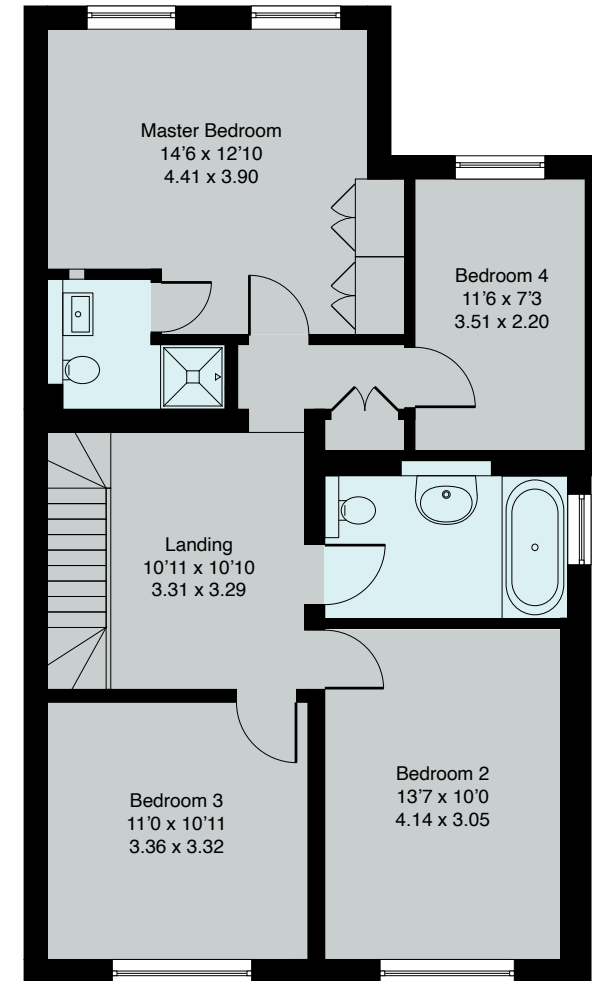 Master Bedroom
14’6 x 12’10
4.41 x 3.90
Bedroom 4
11’6 x 7’3
3.51 x 2.20
Landing
10’11 x 10’10
3.31 x 3.29
Bedroom 2
13’7 x 10’0
4.14 x 3.05
Bedroom 3
11’0 x 10’11
3.36 x 3.32